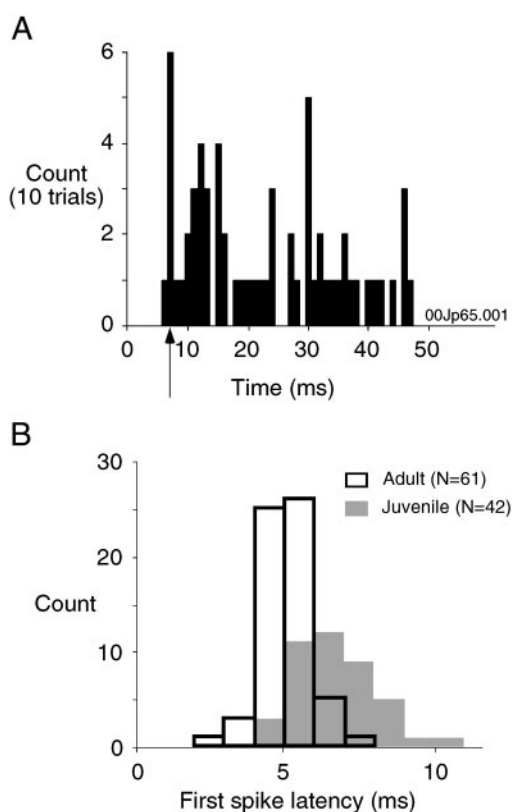 A
6
4
Count
(10 trials)
2
0
00Jp65.001
0 10 20 30 40 50
Time (ms)
B
30
Adult (N=61)
Juvenile (N=42)
20
Count
10
0
0 5 10
First spike latency (ms)